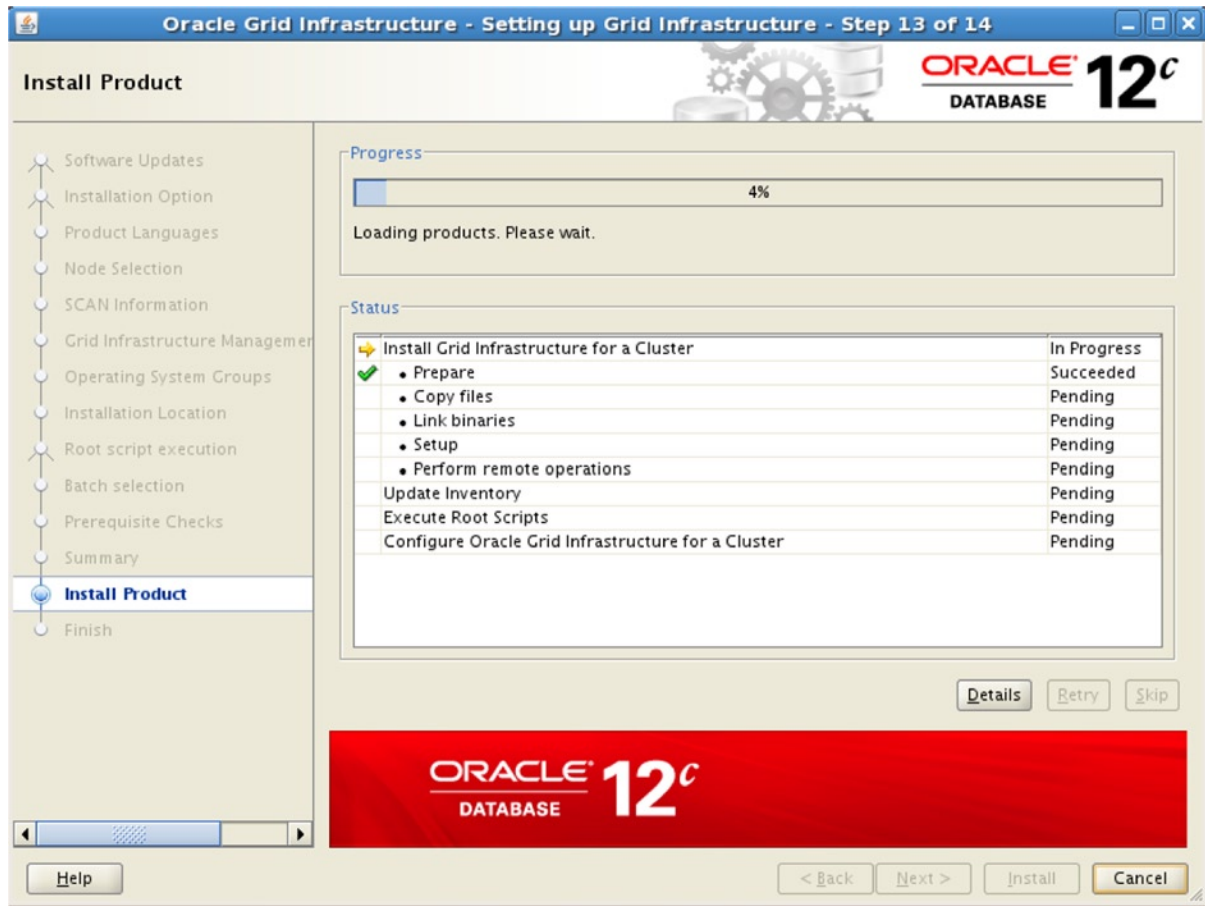 Oracle Grid Infrastructure - Setting up Grid Infrastructure - Step 13 of 14
Install Product
ORACLE
DATABASE
12c
Software Updates
Installation Option
Product Languages
Node Selection
SCAN Information
Grid Infrastructure Managemer
Operating System Groups
Installation Location
Root script execution
Batch selection
Prerequisite Checks
Summary
Install Product
Finish
Progress
4%
Loading products. Please wait.
Status
Install Grid Infrastructure for a Cluster In Progress
• Prepare Succeeded
• Copy files Pending
• Link binaries Pending
• Setup Pending
• Perform remote operations Pending
Update Inventory Pending
Execute Root Scripts Pending
Configure Oracle Grid Infrastructure for a Cluster Pending
Details Retry Skip
ORACLE
DATABASE
12c
Help < Back Next > Install Cancel